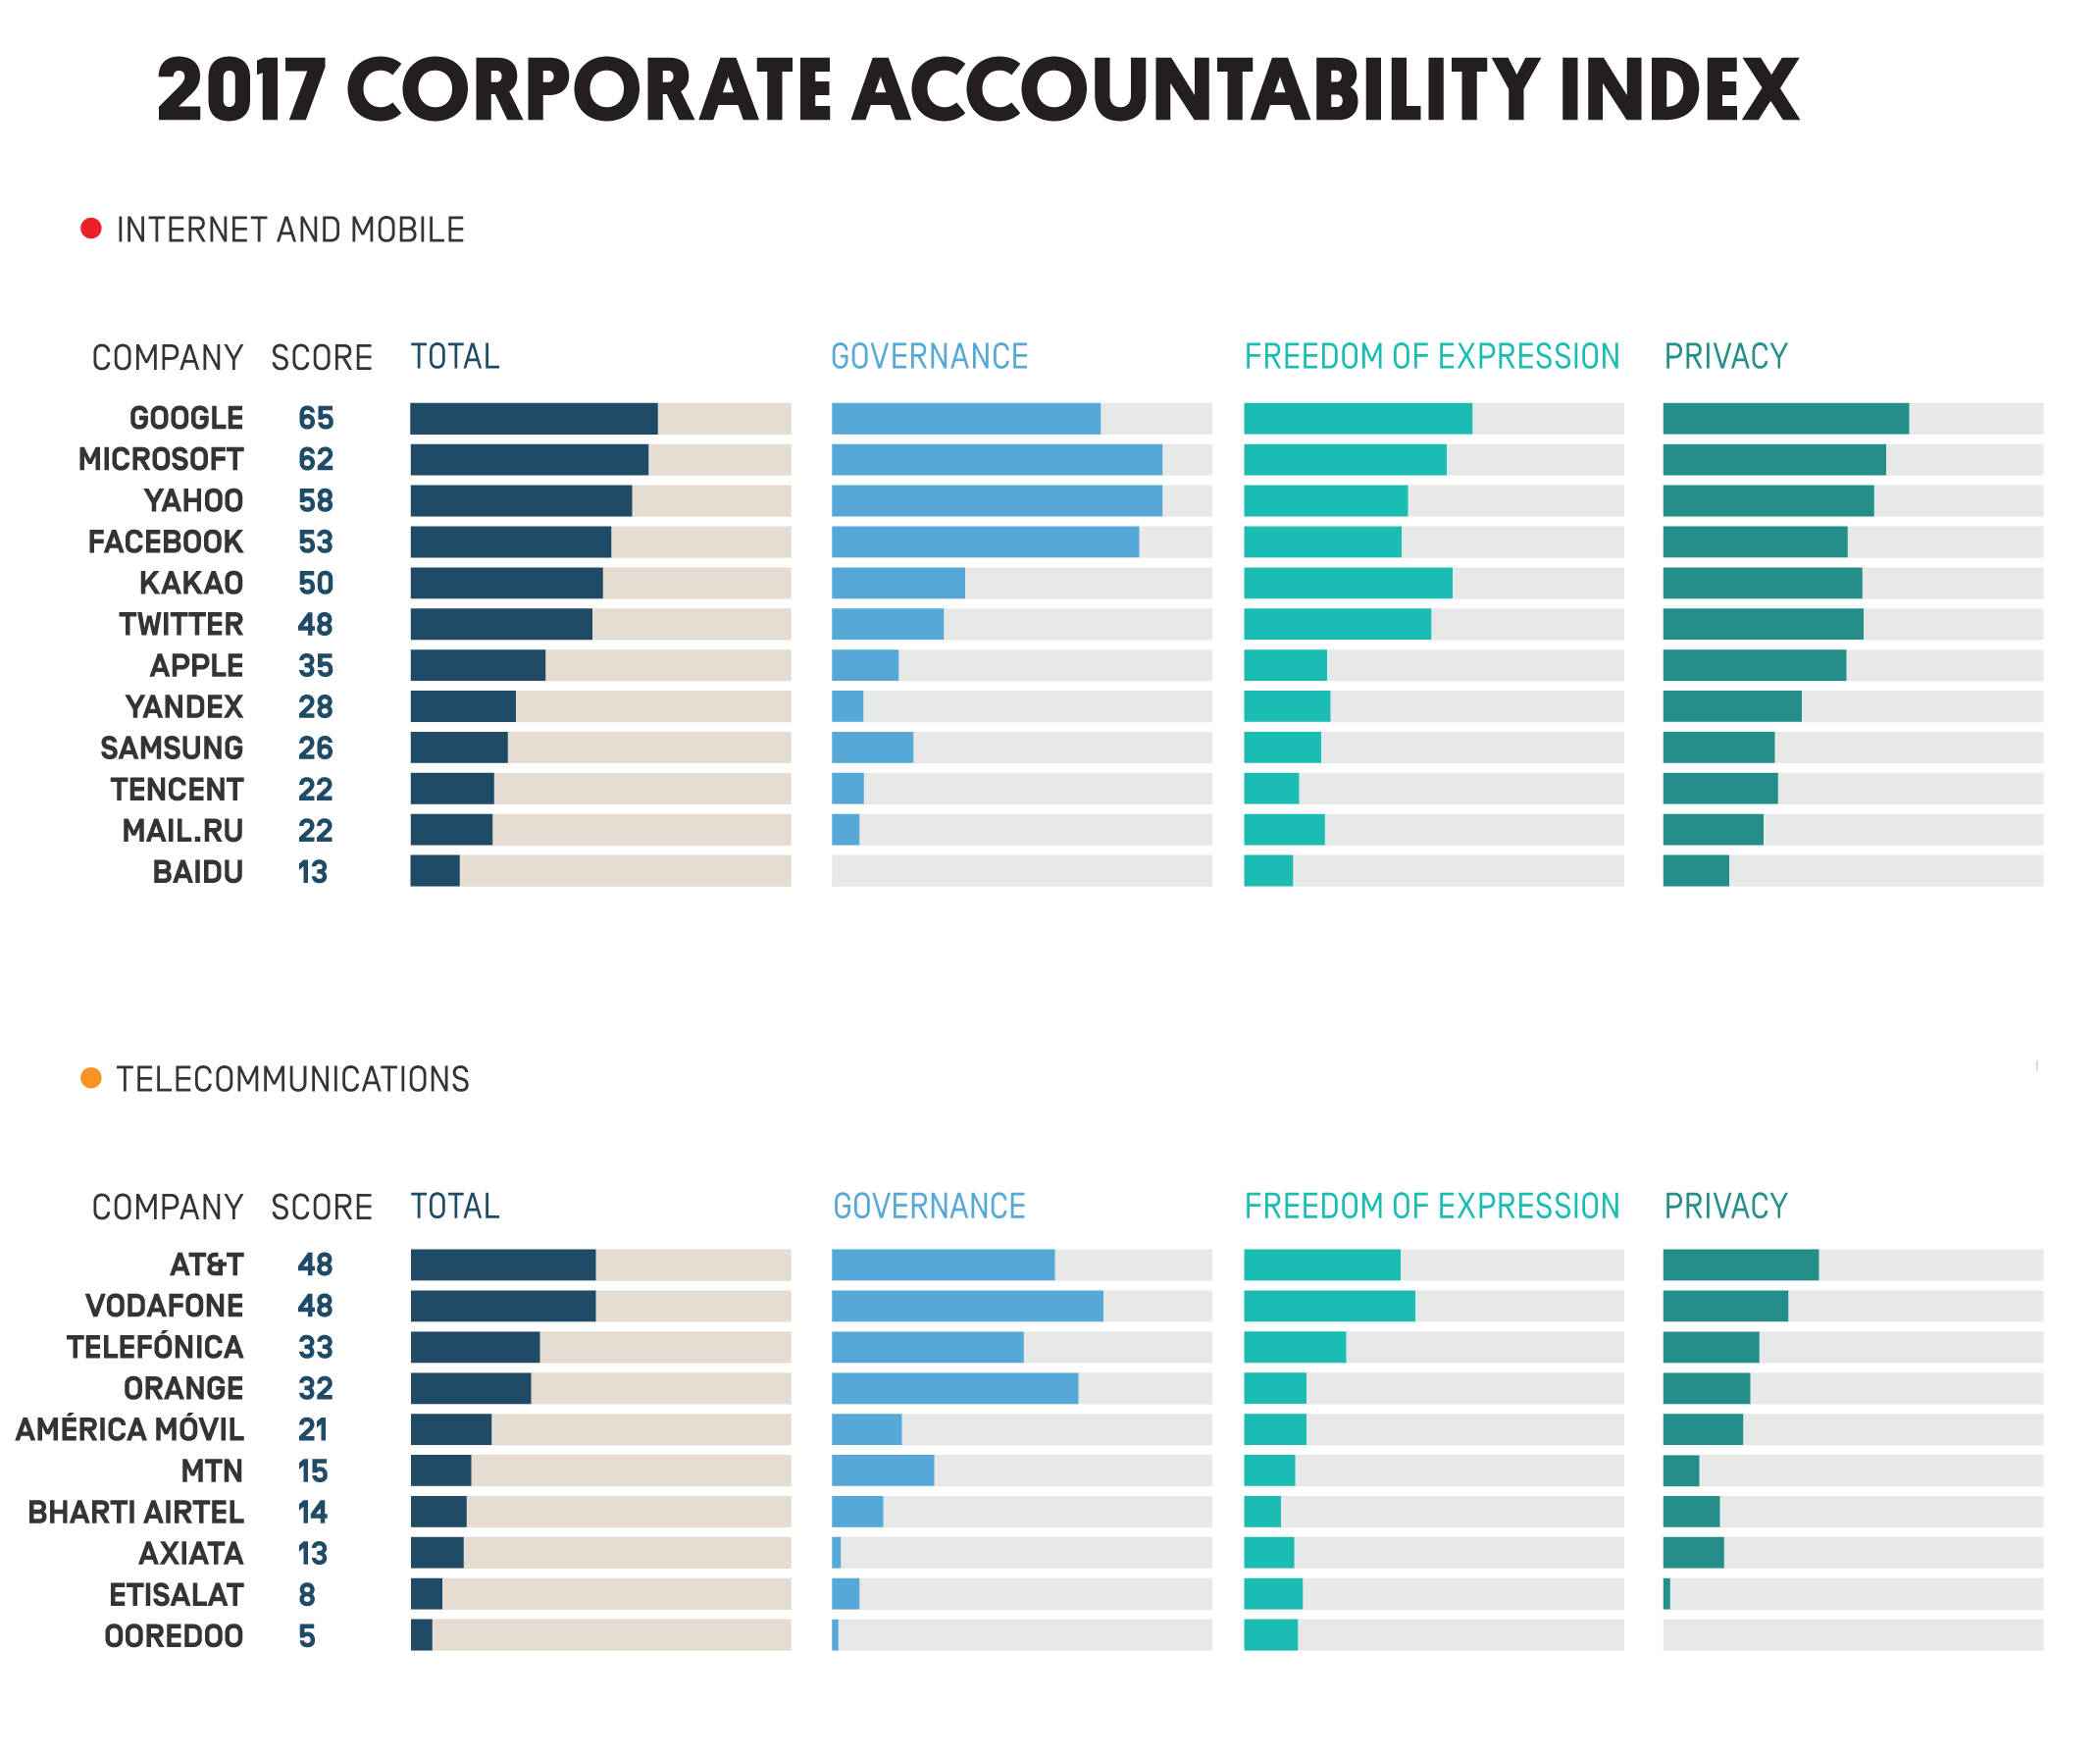 2017 CORPORATE ACCOUNTABILITY INDEX
INTERNET AND MOBILE
COMPANY SCORE TOTAL GOVERNANCE FREEDOM OF EXPRESSION PRIVACY
GOOGLE 65
MICROSOFT 62
YAHOO 58
FACEBOOK 53
KAKAO 50
TWITTER 48
APPLE 35
YANDEX 28
SAMSUNG 26
TENCENT 22
MAIL.RU 22
BAIDU 13
TELECOMMUNICATIONS
COMPANY SCORE TOTAL GOVERNANCE FREEDOM OF EXPRESSION PRIVACY
AT&T 48
VODAFONE 48
TELEFÓNICA 33
ORANGE 32
AMÉRICA MÓVIL 21
MTN 15
BHARTI AIRTEL 14
AXIATA 13
ETISALAT 8
OOREDOO 5